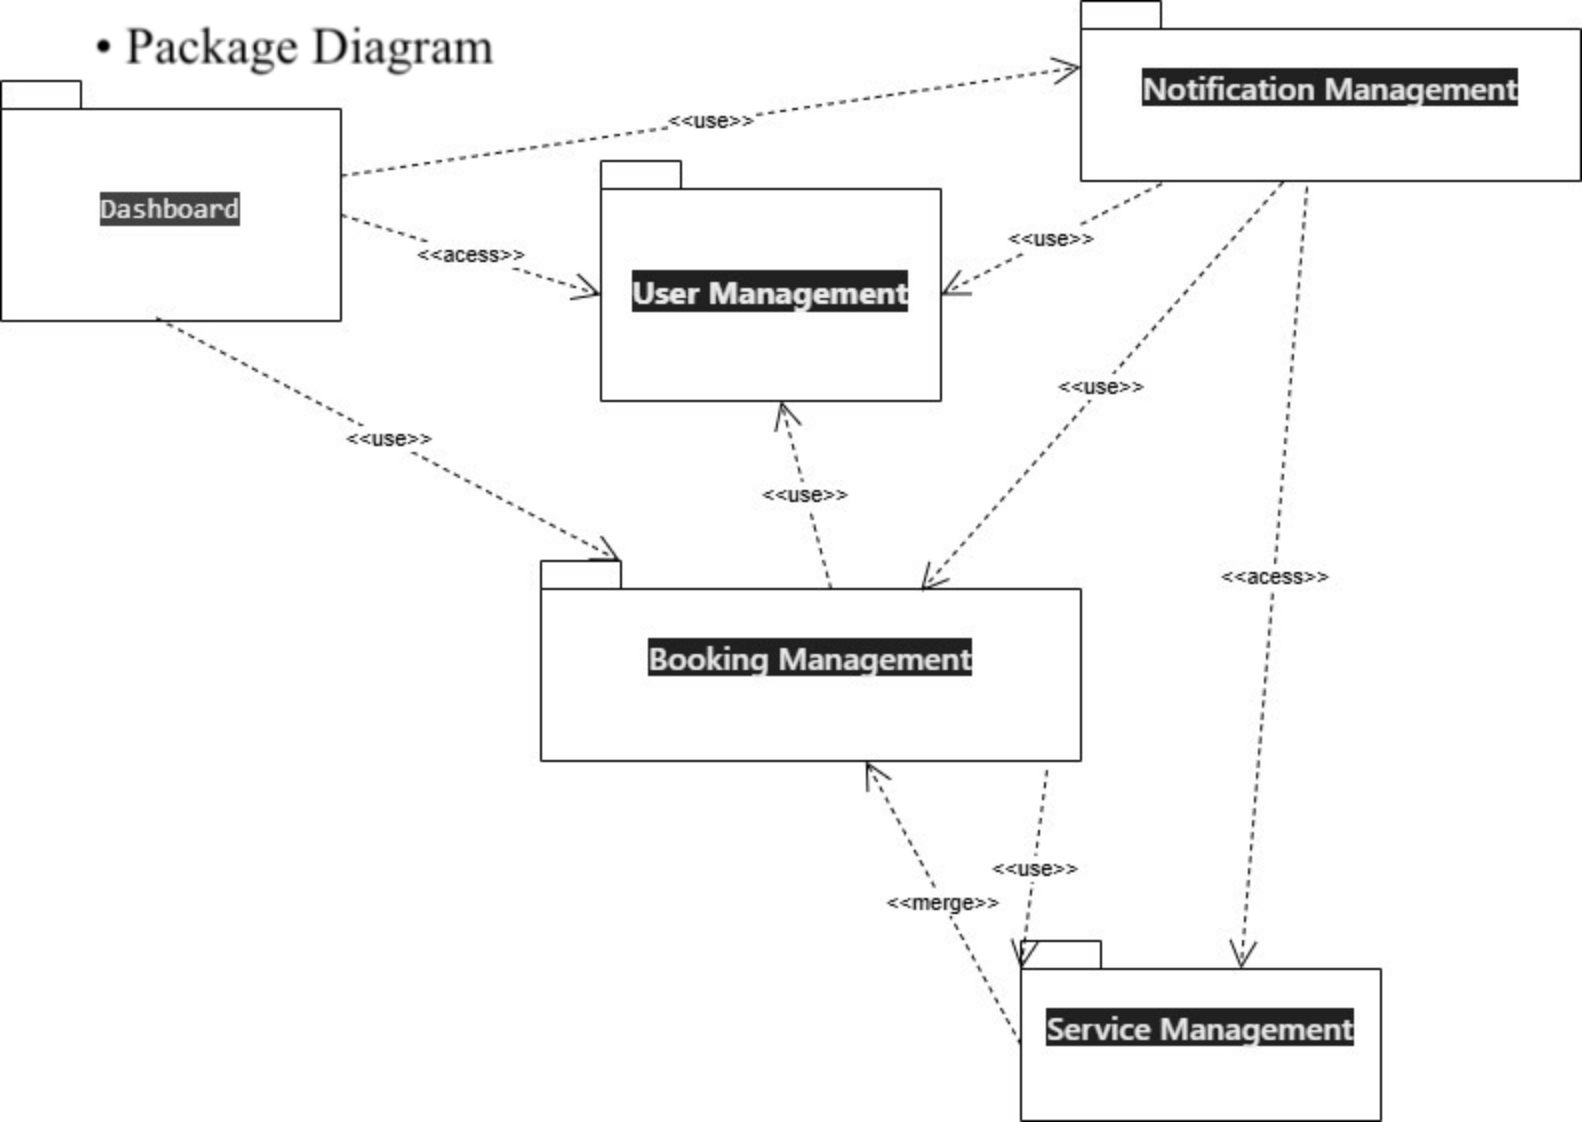 • Package Diagram
Notification Management
<<use>>
Dashboard
<<use>>
<<acess>>
User Management
<<use>>
<<use>>
<<use>>
<<acess>>
Booking Management
<<use>>
<<merge>>
Service Management